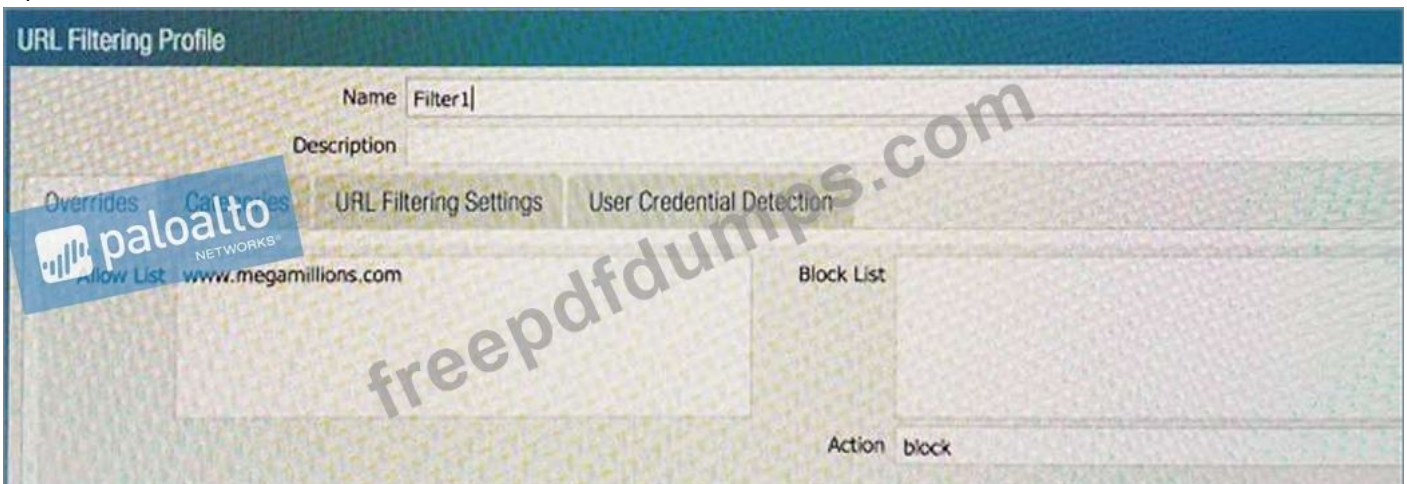 URL Filtering Profile
Name Filter1
Description
Overrides Categories URL Filtering Settings User Credential Detection
paloalto
NETWORKS®
Allow List www.megamillions.com Block List
Action block
freepdfdumps.com